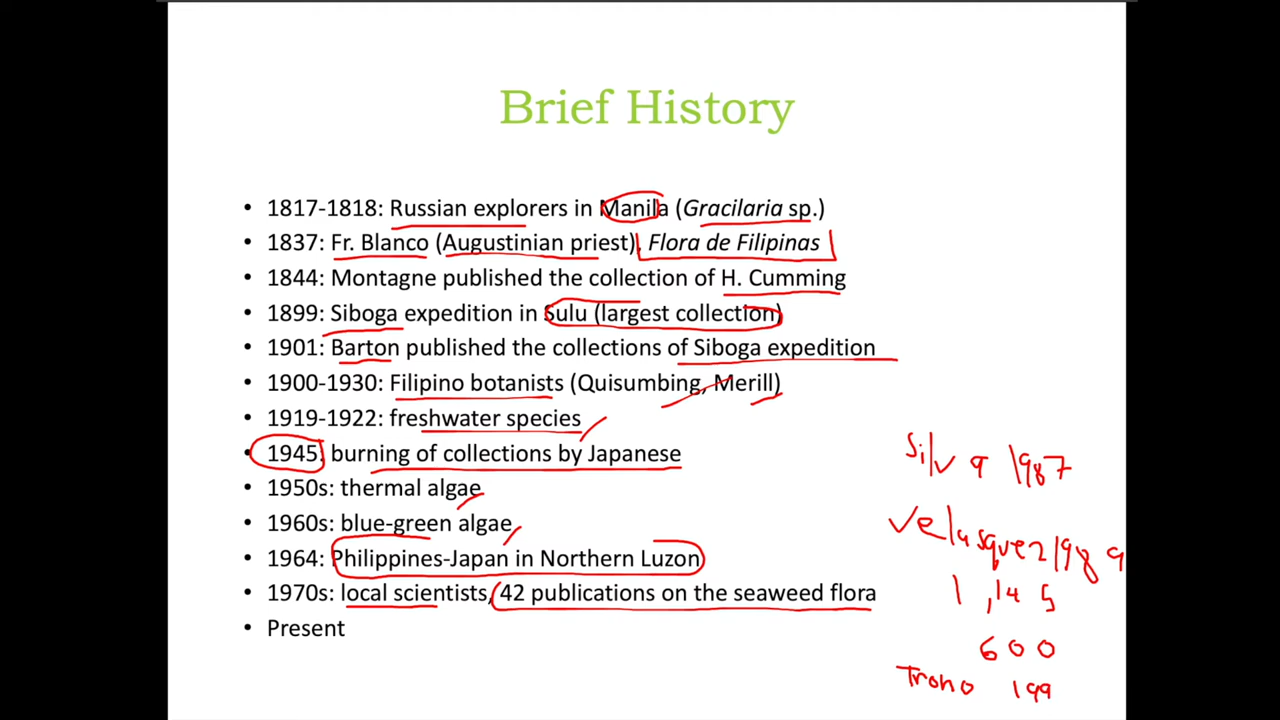 Brief History
• 1817-1818: Russian explorers in Manila (Gracilaria sp.)
• 1837: Fr. Blanco (Augustinian priest), Flora de Filipinas
• 1844: Montagne published the collection of H. Cumming
• 1899: Siboga expedition in Sulu (largest collection)
• 1901: Barton published the collections of Siboga expedition
• 1900-1930: Filipino botanists (Quisumbing, Merill)
• 1919-1922: freshwater species
• 1945: burning of collections by Japanese
• 1950s: thermal algae
• 1960s: blue-green algae
• 1964: Philippines-Japan in Northern Luzon
• 1970s: local scientists, 42 publications on the seaweed flora
• Present
Silva 1987
Velasquez 1989
1,145
600
Trono 199